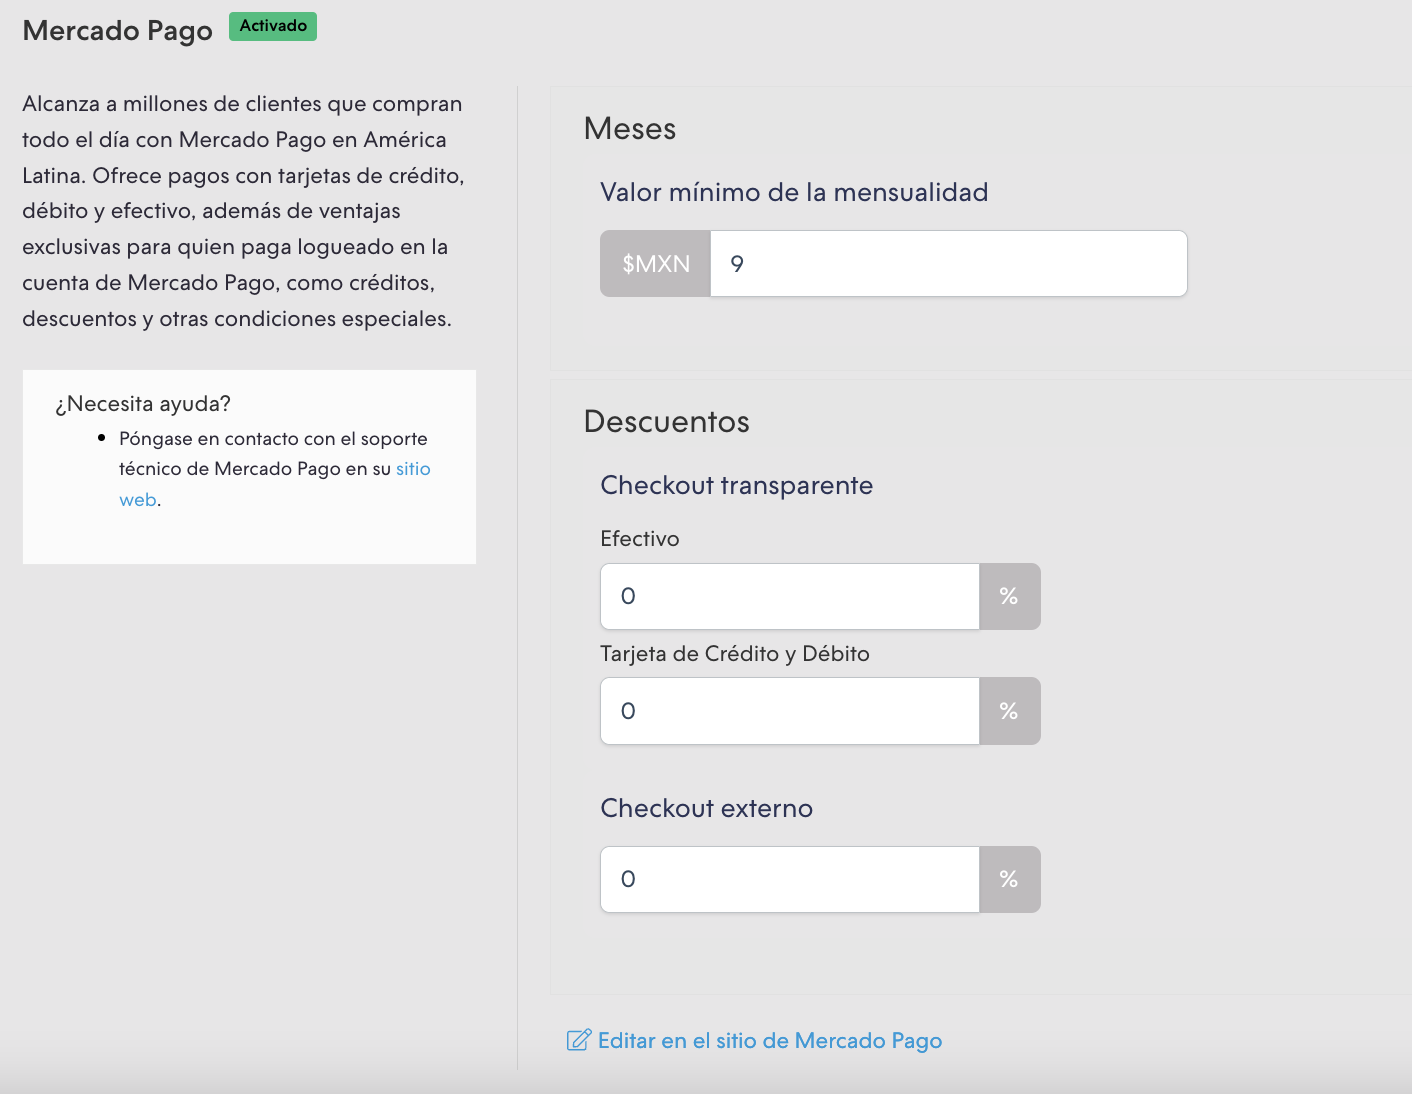 Mercado Pago Activado
Alcanza a millones de clientes que compran
todo el día con Mercado Pago en América
Latina. Ofrece pagos con tarjetas de crédito,
débito y efectivo, además de ventajas
exclusivas para quien paga logueado en la
cuenta de Mercado Pago, como créditos,
descuentos y otras condiciones especiales.
¿Necesita ayuda?
• Póngase en contacto con el soporte
técnico de Mercado Pago en su sitio
web.
Meses
Valor mínimo de la mensualidad
$MXN 9
Descuentos
Checkout transparente
Efectivo
0 %
Tarjeta de Crédito y Débito
0 %
Checkout externo
0 %
Editar en el sitio de Mercado Pago